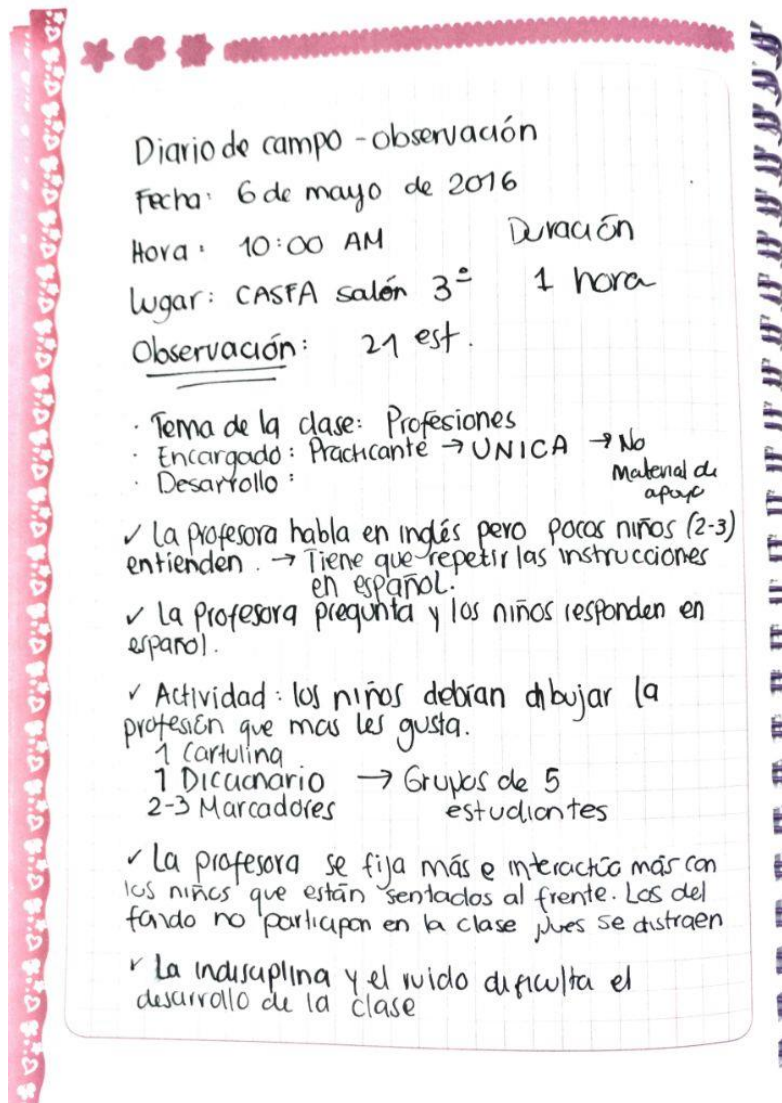 Diario de campo - observación
Fecha: 6 de mayo de 2016
Hora: 10:00 AM Duración
Lugar: CASFA salón 3º 1 hora
Observación: 21 est.
· Tema de la clase: Profesiones
· Encargado: Practicante → UNICA → No
Material de
apoyo
· Desarrollo:
✓ La profesora habla en inglés pero pocos niños (2-3)
entienden. → Tiene que repetir las instrucciones
en español.
✓ La profesora pregunta y los niños responden en
español.
✓ Actividad: los niños debían dibujar la
profesión que mas les gusta.
1 Cartulina
1 Diccionario → Grupos de 5
2-3 Marcadores estudiantes
✓ La profesora se fija más e interactúa más con
los niños que están sentados al frente. Los del
fondo no participan en la clase pues se distraen
✓ La indisciplina y el ruido dificulta el
desarrollo de la clase